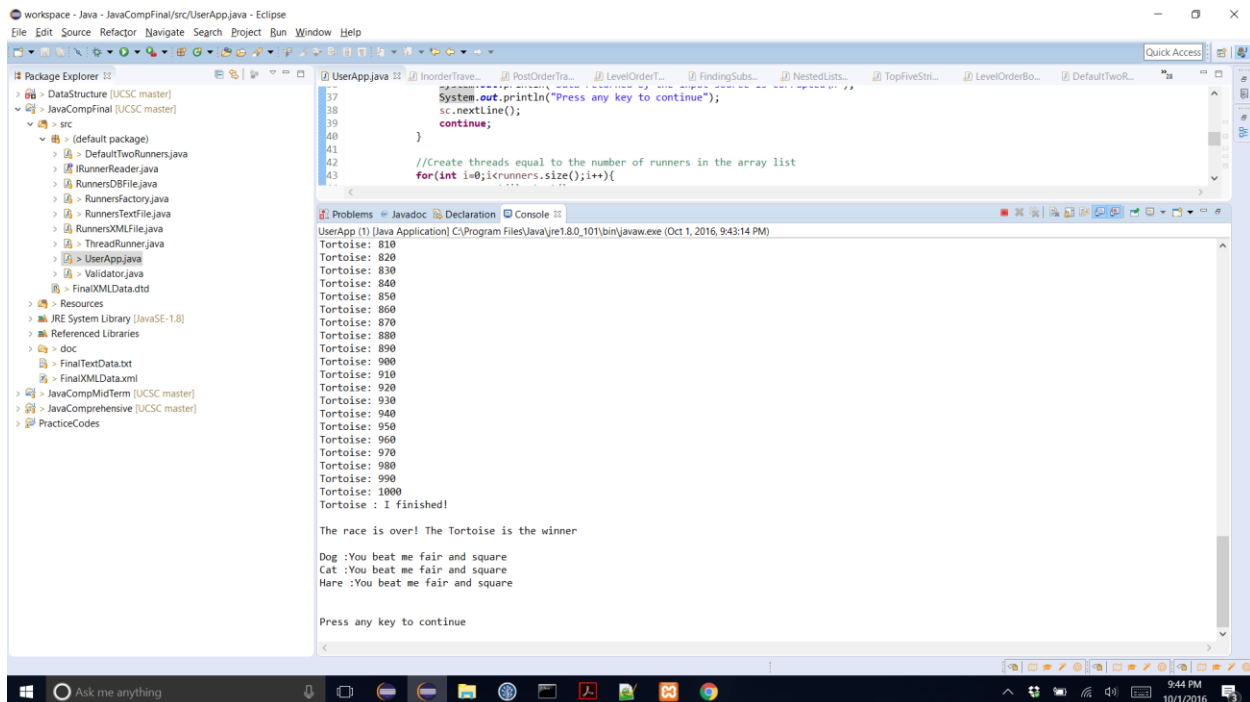 workspace - Java - JavaCompFinal/src/UserApp.java - Eclipse
File Edit Source Refactor Navigate Search Project Run Window Help
Quick Access
Package Explorer
> DataStructure [UCSC master]
> JavaCompFinal [UCSC master]
> src
> (default package)
> DefaultTwoRunners.java
IRunnerReader.java
RunnersDBFile.java
> RunnersFactory.java
> RunnersTextFile.java
RunnersXMLFile.java
> ThreadRunner.java
> UserApp.java
> Validator.java
> FinalXMLData.dtd
> Resources
JRE System Library [JavaSE-1.8]
Referenced Libraries
> doc
> FinalTextData.txt
> FinalXMLData.xml
> JavaCompMidTerm [UCSC master]
> JavaComprehensive [UCSC master]
PracticeCodes
UserApp.java InorderTrave... PostOrderTra... LevelOrderT... FindingSubs... NestedLists... TopFiveStri... LevelOrderBo... DefaultTwoR... »28
37 System.out.println("Press any key to continue");
38 sc.nextLine();
39 continue;
40 }
41
42 //Create threads equal to the number of runners in the array list
43 for(int i=0;i<runners.size();i++){
Problems Javadoc Declaration Console
UserApp (1) [Java Application] C:\Program Files\Java\jre1.8.0_101\bin\javaw.exe (Oct 1, 2016, 9:43:14 PM)
Tortoise: 810
Tortoise: 820
Tortoise: 830
Tortoise: 840
Tortoise: 850
Tortoise: 860
Tortoise: 870
Tortoise: 880
Tortoise: 890
Tortoise: 900
Tortoise: 910
Tortoise: 920
Tortoise: 930
Tortoise: 940
Tortoise: 950
Tortoise: 960
Tortoise: 970
Tortoise: 980
Tortoise: 990
Tortoise: 1000
Tortoise : I finished!
The race is over! The Tortoise is the winner
Dog :You beat me fair and square
Cat :You beat me fair and square
Hare :You beat me fair and square
Press any key to continue
Ask me anything
9:44 PM
10/1/2016